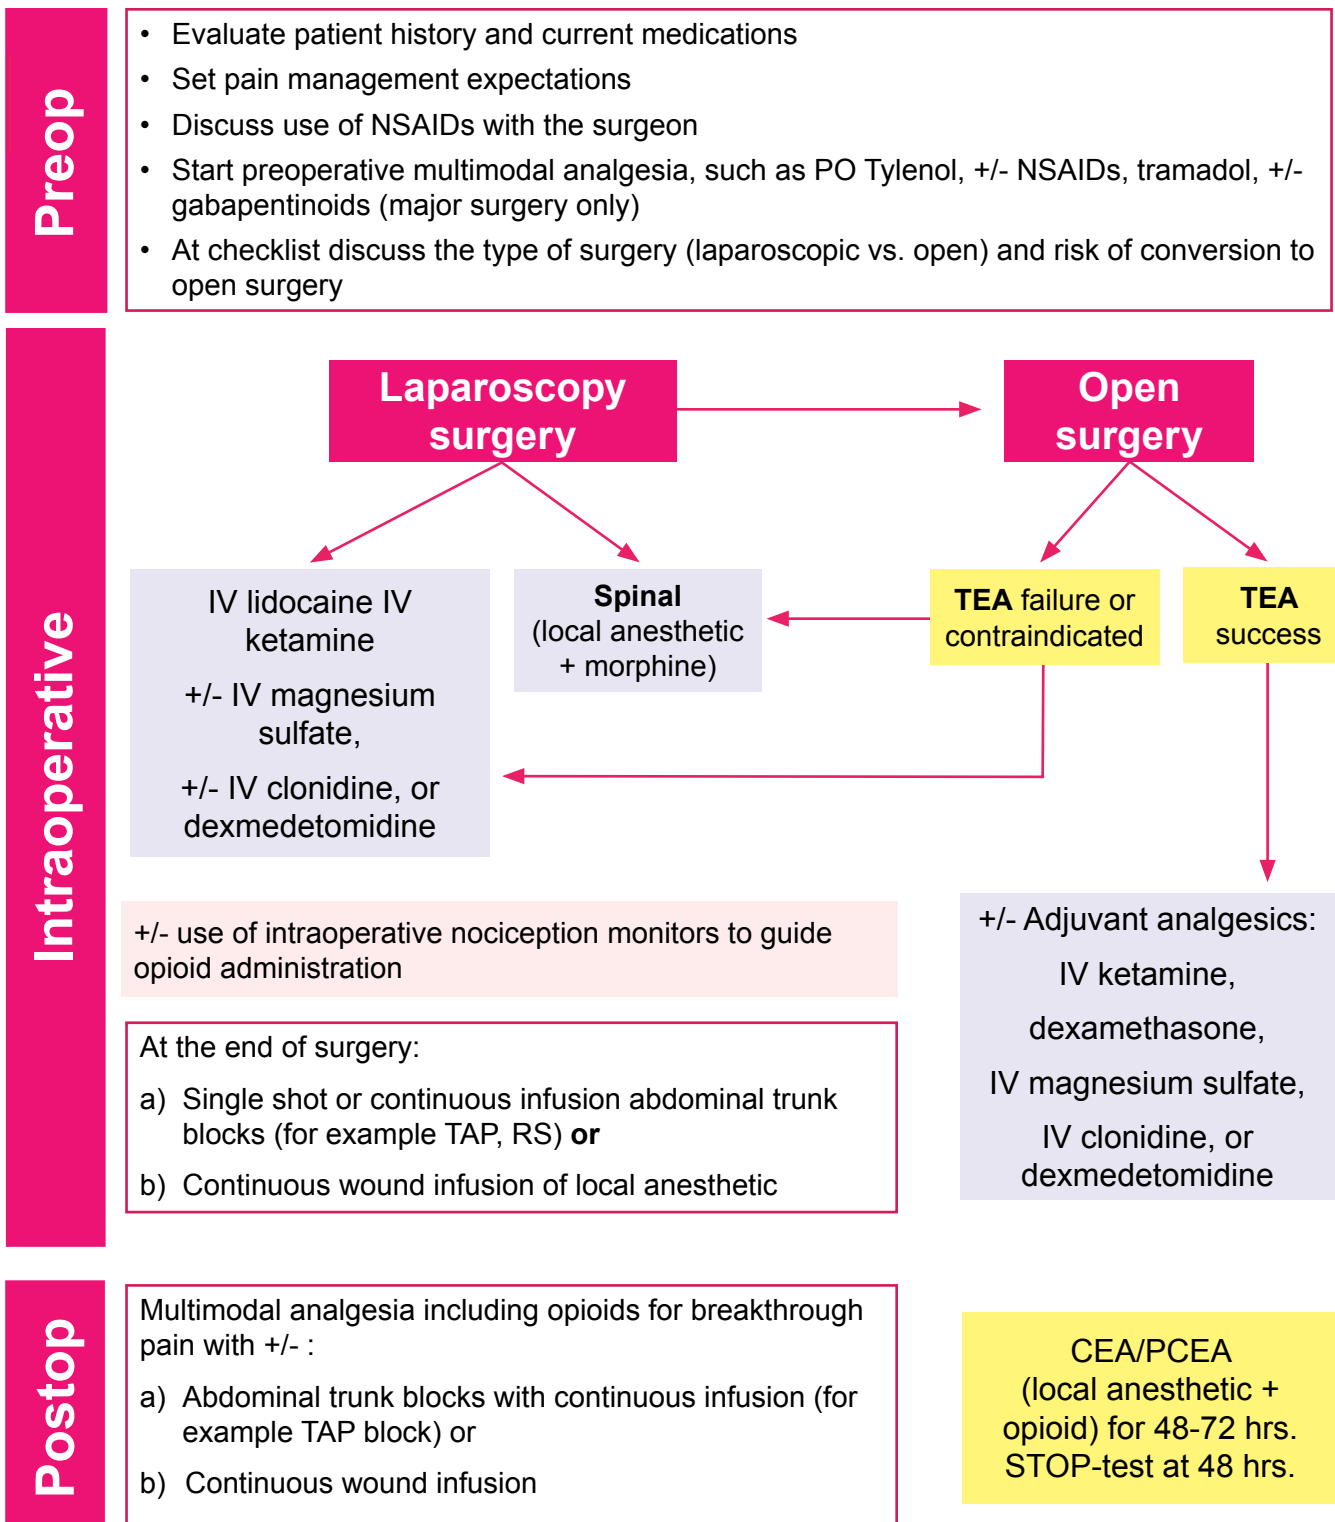 Preop
• Evaluate patient history and current medications
• Set pain management expectations
• Discuss use of NSAIDs with the surgeon
• Start preoperative multimodal analgesia, such as PO Tylenol, +/- NSAIDs, tramadol, +/-
gabapentinoids (major surgery only)
• At checklist discuss the type of surgery (laparoscopic vs. open) and risk of conversion to
open surgery
Intraoperative
Laparoscopy
surgery
Open
surgery
IV lidocaine IV
ketamine
+/- IV magnesium
sulfate,
+/- IV clonidine, or
dexmedetomidine
Spinal
(local anesthetic
+ morphine)
TEA failure or
contraindicated
TEA
success
+/- use of intraoperative nociception monitors to guide
opioid administration
At the end of surgery:
a) Single shot or continuous infusion abdominal trunk
blocks (for example TAP, RS) or
b) Continuous wound infusion of local anesthetic
+/- Adjuvant analgesics:
IV ketamine,
dexamethasone,
IV magnesium sulfate,
IV clonidine, or
dexmedetomidine
Postop
Multimodal analgesia including opioids for breakthrough
pain with +/- :
a) Abdominal trunk blocks with continuous infusion (for
example TAP block) or
b) Continuous wound infusion
CEA/PCEA
(local anesthetic +
opioid) for 48-72 hrs.
STOP-test at 48 hrs.